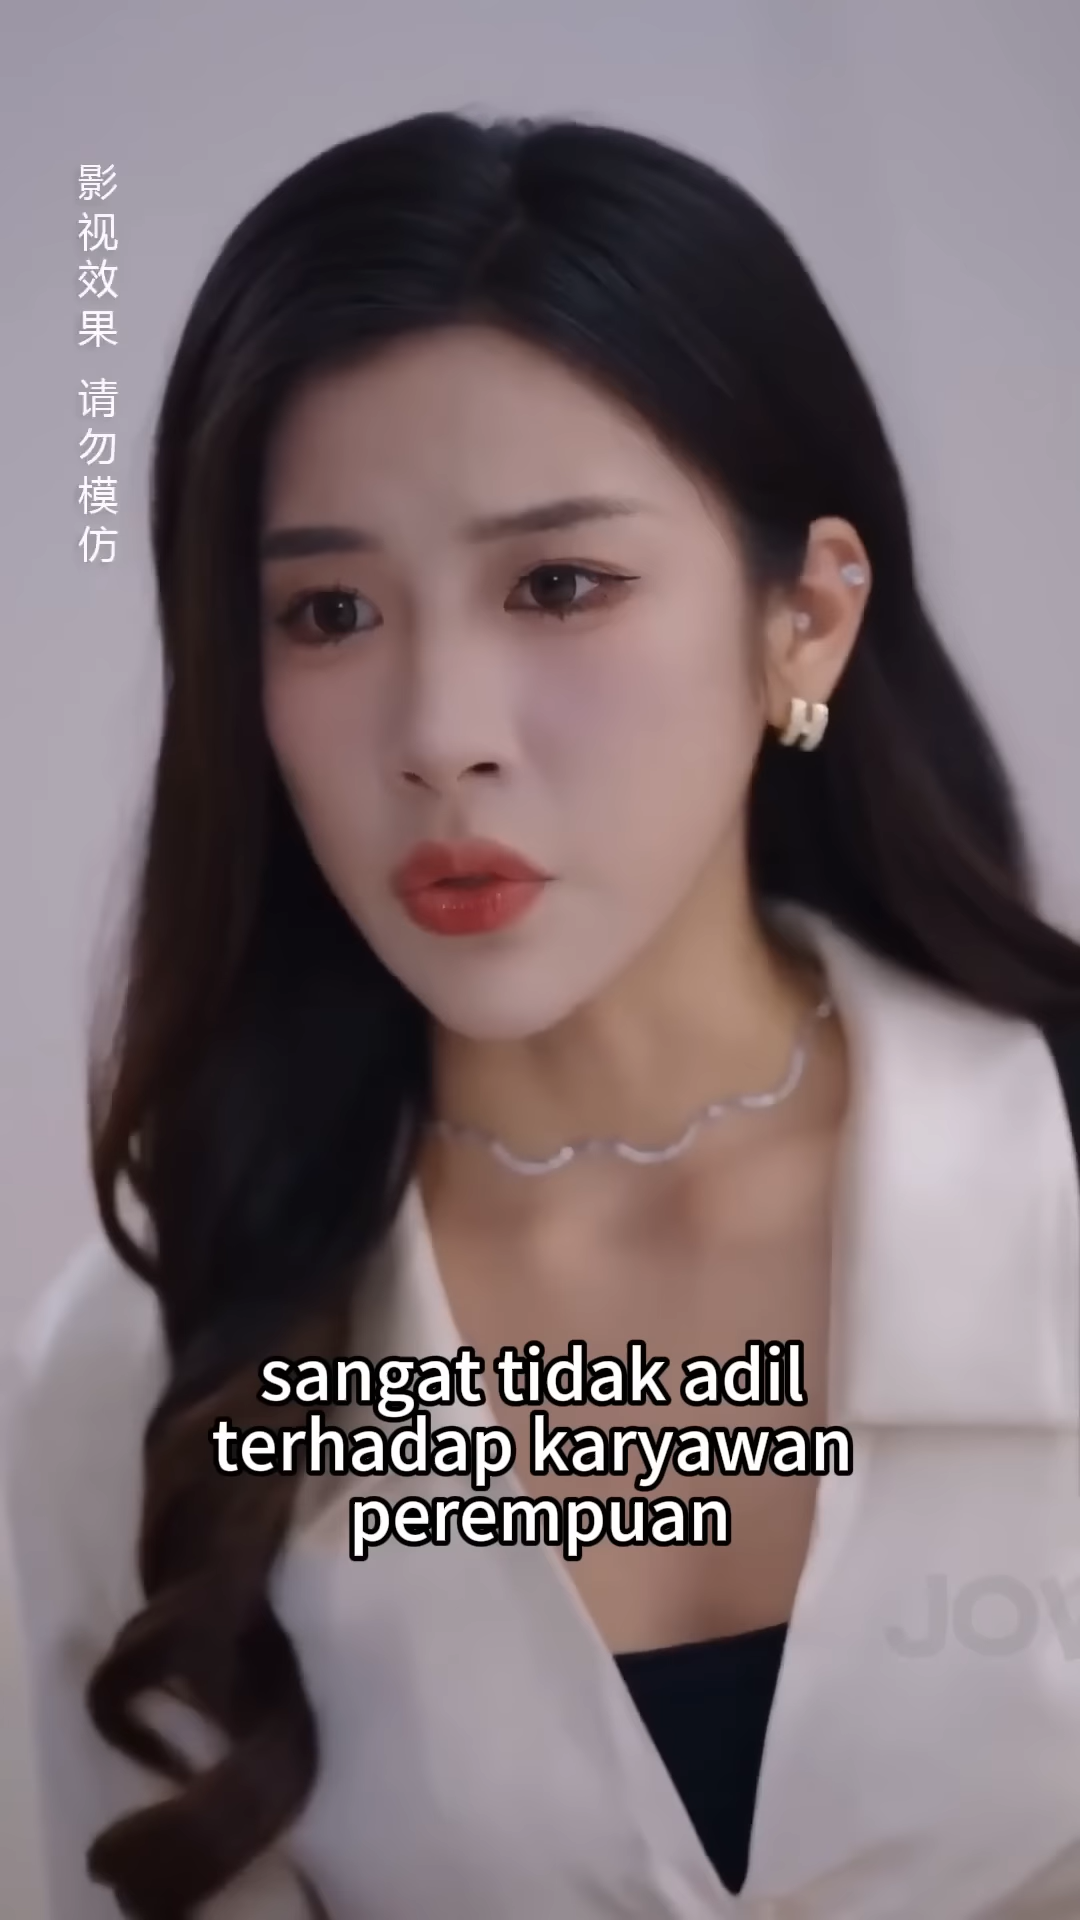 影视效果 请勿模仿
sangat tidak adil
terhadap karyawan
perempuan